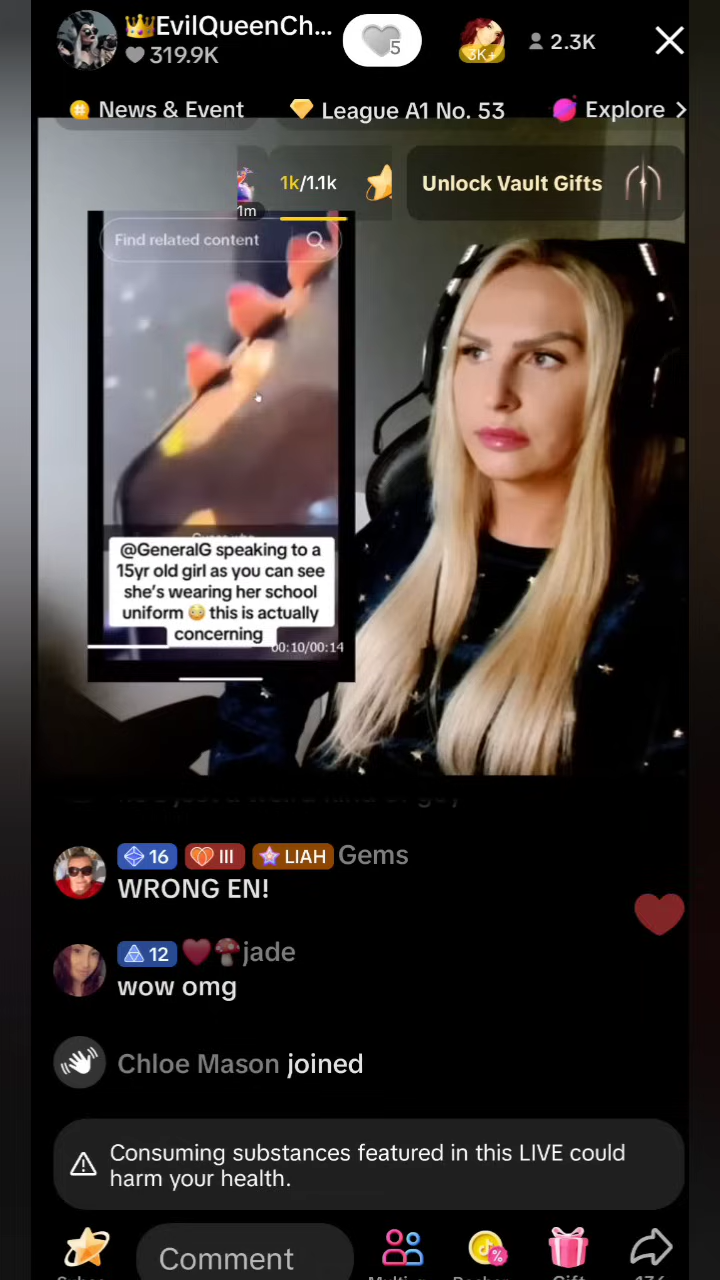 👑EvilQueenCh...
319.9K
5
3K+
2.3K
News & Event
League A1 No. 53
Explore
1m
1k/1.1k
Unlock Vault Gifts
Find related content
@GeneralG speaking to a
15yr old girl as you can see
she's wearing her school
uniform 😳 this is actually
concerning
00:10/00:14
16 III LIAH Gems
WRONG EN!
12 ❤️🍄jade
wow omg
Chloe Mason joined
Consuming substances featured in this LIVE could
harm your health.
Comment